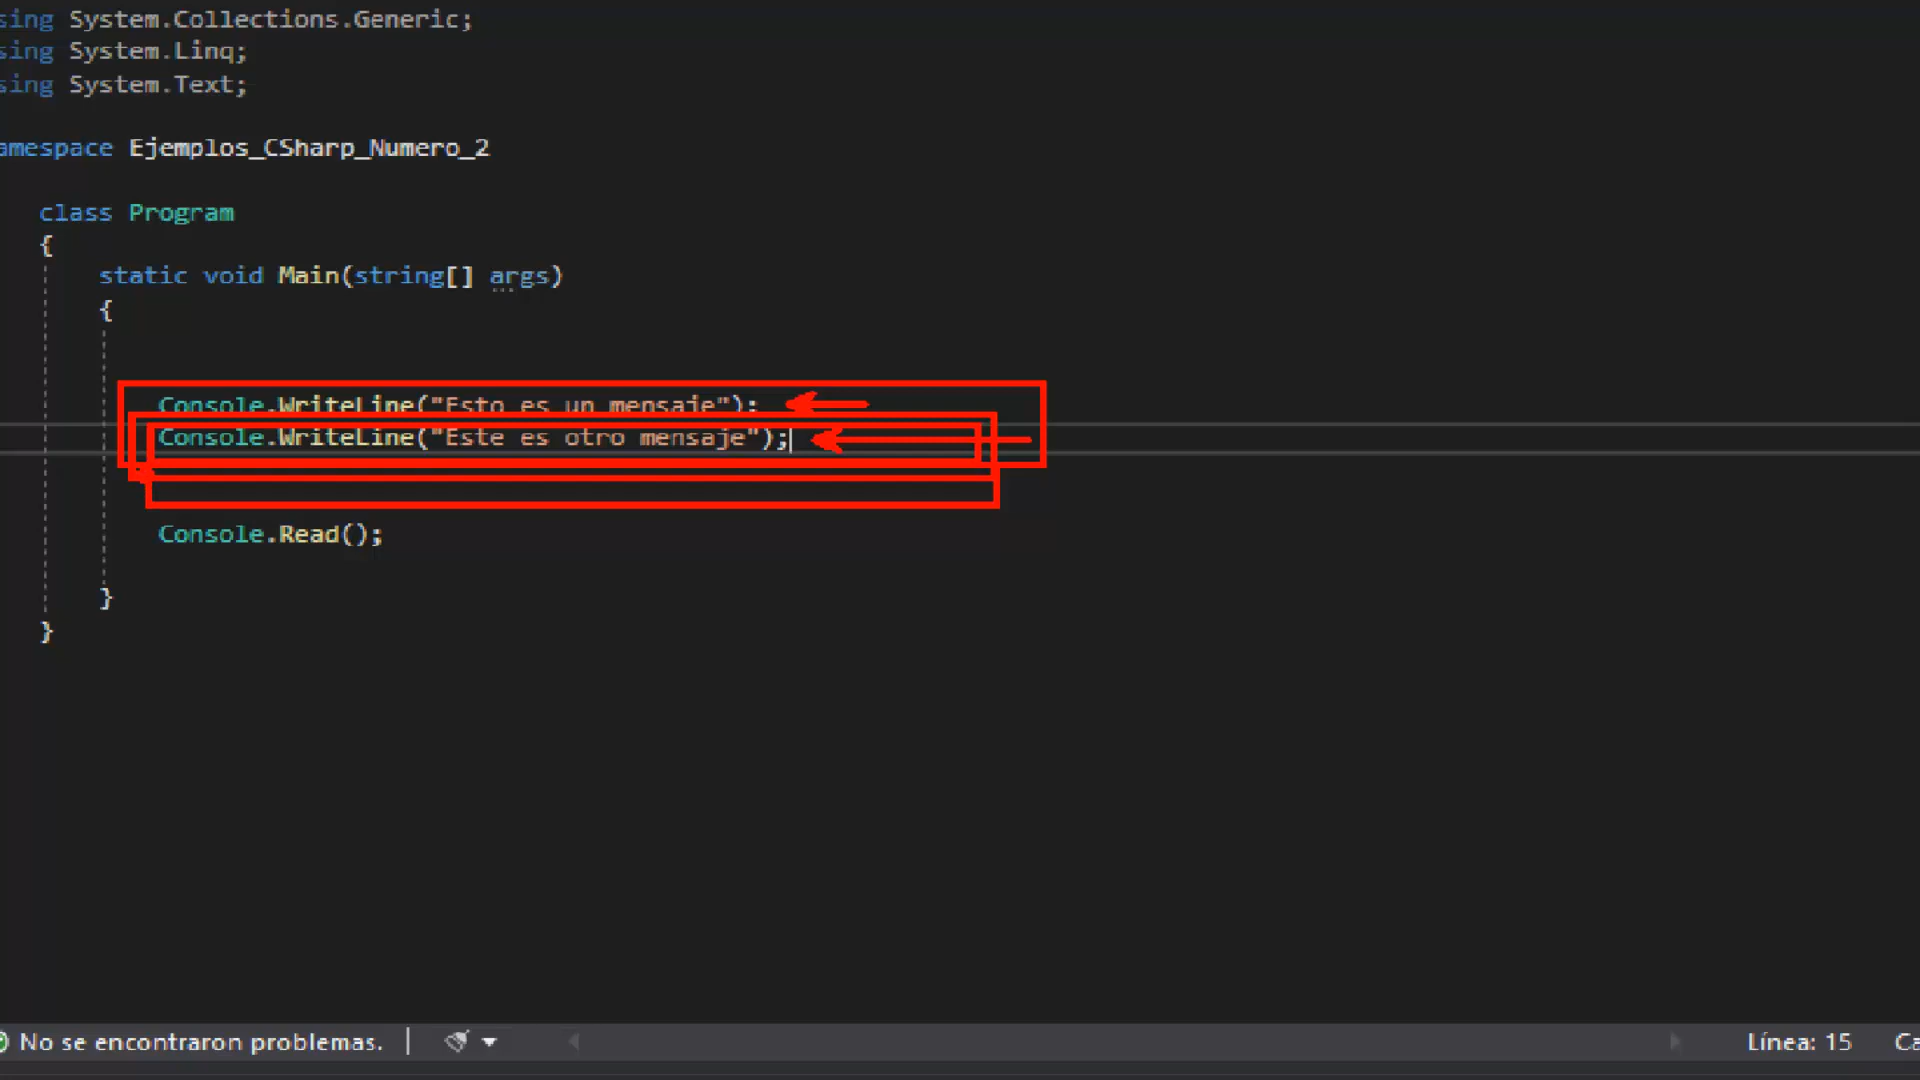 sing System.Collections.Generic;
sing System.Linq;
sing System.Text;
amespace Ejemplos_CSharp_Numero_2
class Program
{
static void Main(string[] args)
{
Console.WriteLine("Esto es un mensaje");
Console.WriteLine("Este es otro mensaje");
Console.Read();
}
}
No se encontraron problemas.
Línea: 15 Ca